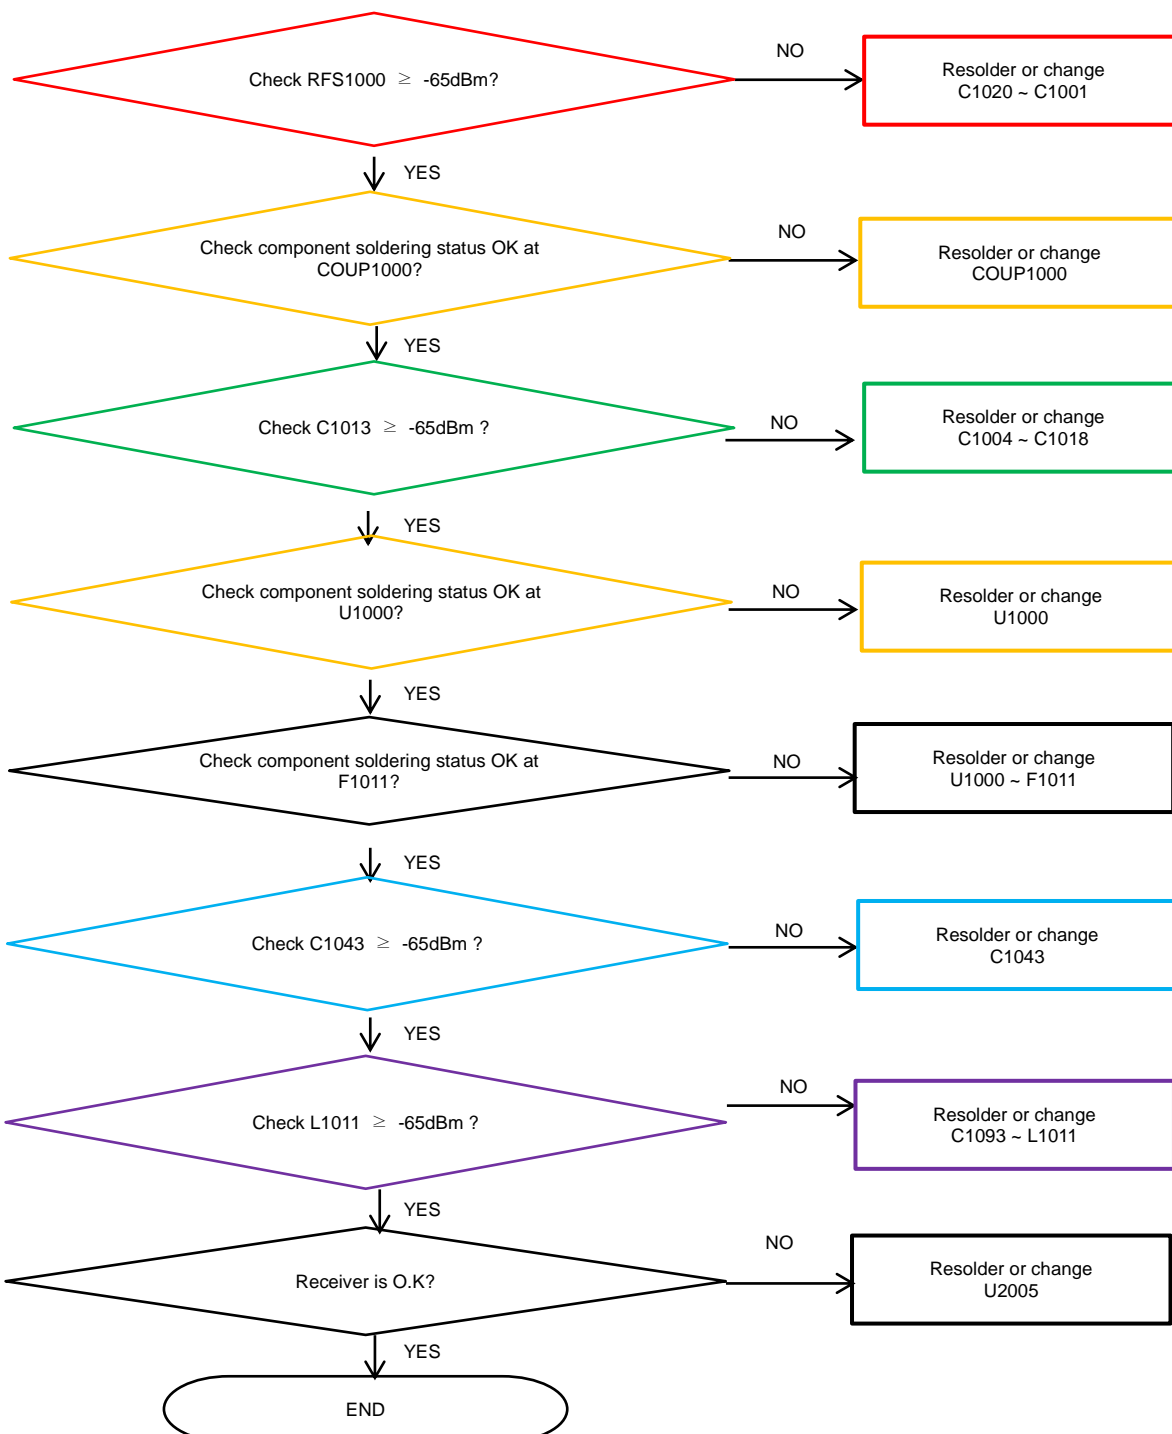 Check RFS1000 ≥ -65dBm?
NO
Resolder or change
C1020 ~ C1001
YES
Check component soldering status OK at
COUP1000?
NO
Resolder or change
COUP1000
YES
Check C1013 ≥ -65dBm ?
NO
Resolder or change
C1004 ~ C1018
YES
Check component soldering status OK at
U1000?
NO
Resolder or change
U1000
YES
Check component soldering status OK at
F1011?
NO
Resolder or change
U1000 ~ F1011
YES
Check C1043 ≥ -65dBm ?
NO
Resolder or change
C1043
YES
Check L1011 ≥ -65dBm ?
NO
Resolder or change
C1093 ~ L1011
YES
Receiver is O.K?
NO
Resolder or change
U2005
YES
END